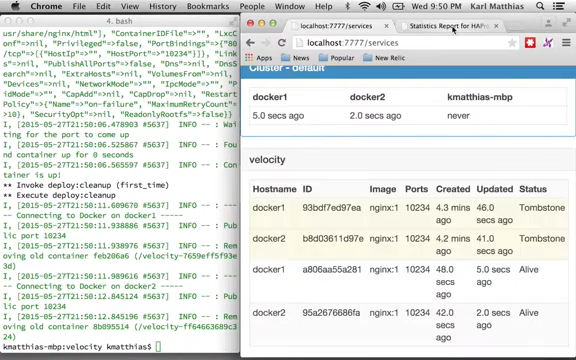 Chrome File Edit View History Bookmarks Window Wed 9:50 PM Karl Matthias
4. bash
usr/share/nginx/html"], "ContainerIDFile"=>"", "LxcC
onf"=>nil, "Privileged"=>false, "PortBindings"=>{"80
/tcp"=>[{"HostIp"=>"", "HostPort"=>"10234"}]}, "Link
s"=>nil, "PublishAllPorts"=>false, "Dns"=>nil, "DnsS
earch"=>nil, "ExtraHosts"=>nil, "VolumesFrom"=>nil,
"Devices"=>nil, "NetworkMode"=>"", "IpcMode"=>"", "P
idMode"=>"", "CapAdd"=>nil, "CapDrop"=>nil, "Restart
Policy"=>{"Name"=>"on-failure", "MaximumRetryCount"=
>10}, "SecurityOpt"=>nil, "ReadonlyRootfs"=>false}}
I, [2015-05-27T21:50:06.478903 #5637]  INFO -- : Wai
ting for the port to come up
I, [2015-05-27T21:50:06.525867 #5637]  INFO -- : Fou
nd container up for 0 seconds
I, [2015-05-27T21:50:06.565597 #5637]  INFO -- : Con
tainer is up!
** Invoke deploy:cleanup (first_time)
** Execute deploy:cleanup
I, [2015-05-27T21:50:11.609670 #5637]  INFO -- : ---
-- Connecting to Docker on docker1 -----
I, [2015-05-27T21:50:11.938886 #5637]  INFO -- : Pub
lic port 10234
I, [2015-05-27T21:50:11.938976 #5637]  INFO -- : Rem
oving old container feb206a6 (/velocity-7659eff5f93e
3d)
I, [2015-05-27T21:50:11.989616 #5637]  INFO -- : ---
-- Connecting to Docker on docker2 -----
I, [2015-05-27T21:50:12.845124 #5637]  INFO -- : Pub
lic port 10234
I, [2015-05-27T21:50:12.845196 #5637]  INFO -- : Rem
oving old container 8b095514 (/velocity-ff64663689c3
24)
kmatthias-mbp:velocity kmatthias$
localhost:7777/services
Statistics Report for HAPro
localhost:7777/services
Apps News Popular New Relic
Cluster - default
docker1 docker2 kmatthias-mbp
5.0 secs ago 2.0 secs ago never
velocity
Hostname ID Image Ports Created Updated Status
docker1 93bdf7ed97ea nginx:1 10234 4.3 mins ago 46.0 secs ago Tombstone
docker2 b8d03611d97e nginx:1 10234 4.2 mins ago 41.0 secs ago Tombstone
docker1 a806aa55a281 nginx:1 10234 48.0 secs ago 5.0 secs ago Alive
docker2 95a2676686fa nginx:1 10234 42.0 secs ago 2.0 secs ago Alive